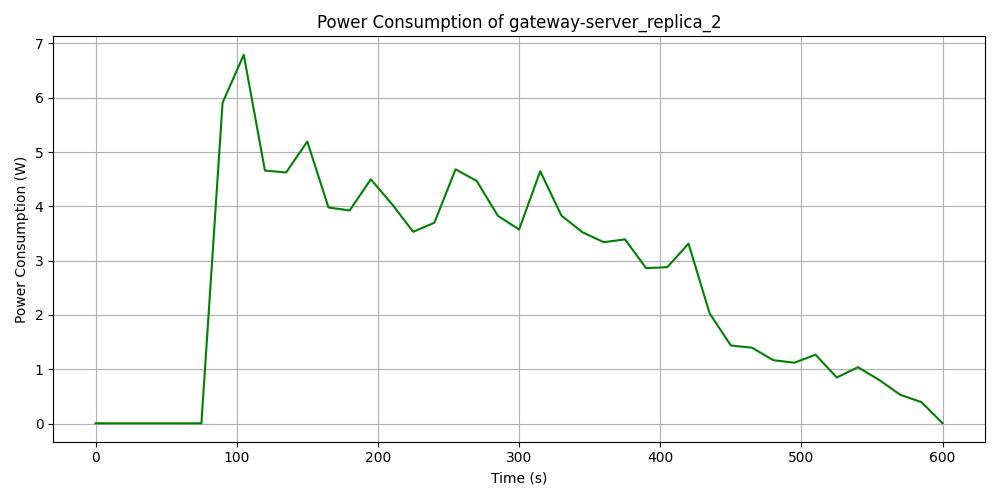 Power Consumption of gateway-server_replica_2
Power Consumption (W)
7
6
5
4
3
2
1
0
0 100 200 300 400 500 600
Time (s)